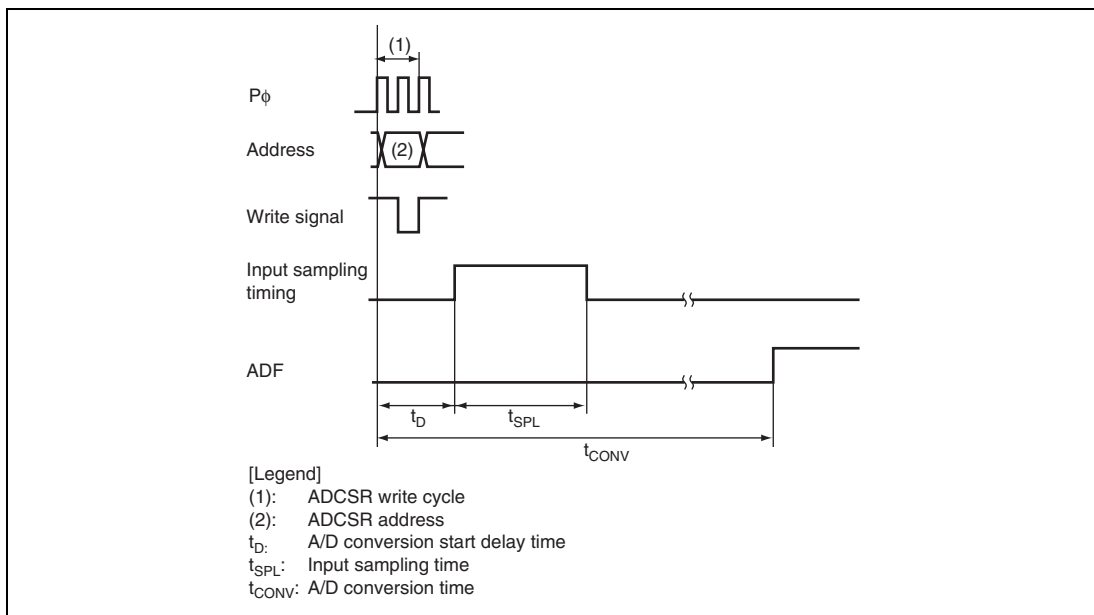 (1)
Pϕ
Address
(2)
Write signal
Input sampling
timing
ADF
tD
tSPL
tCONV
[Legend]
(1): ADCSR write cycle
(2): ADCSR address
tD: A/D conversion start delay time
tSPL: Input sampling time
tCONV: A/D conversion time